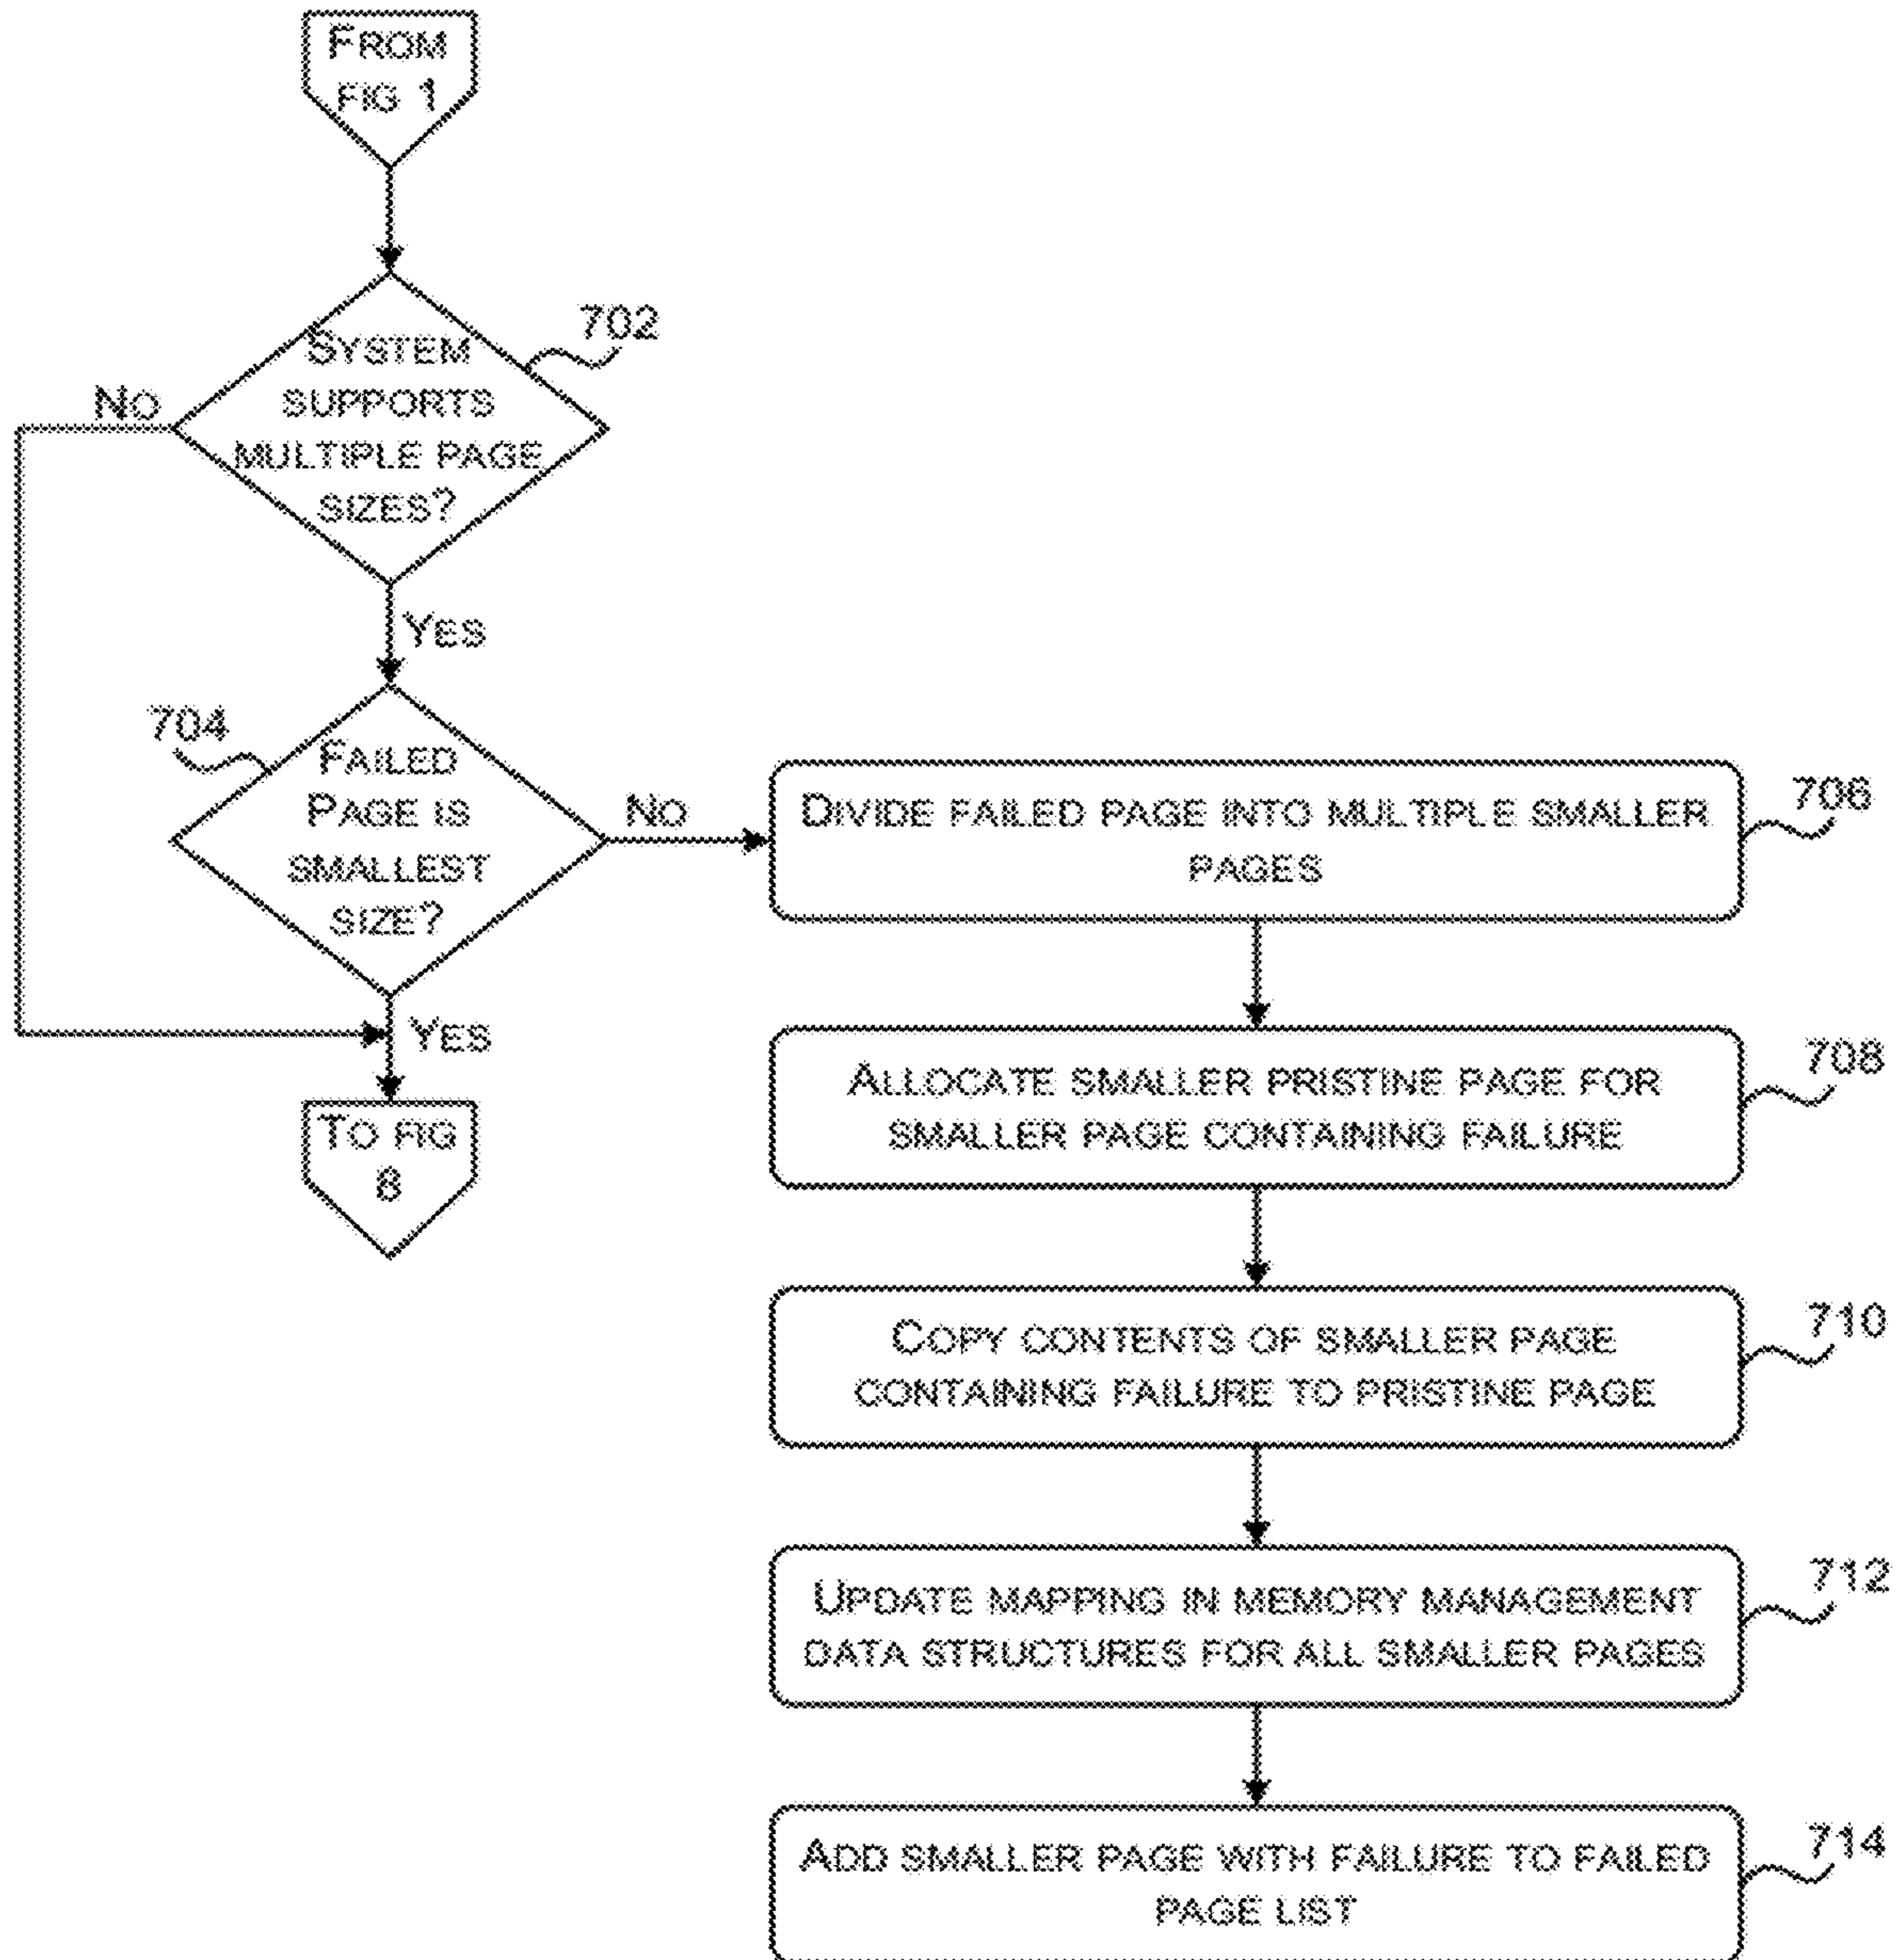 From
fig 1
702
System
supports
multiple page
sizes?
No
Yes
704
Failed
Page is
smallest
size?
No
Yes
To fig
8
Divide failed page into multiple smaller
pages
706
Allocate smaller pristine page for
smaller page containing failure
708
Copy contents of smaller page
containing failure to pristine page
710
Update mapping in memory management
data structures for all smaller pages
712
Add smaller page with failure to failed
page list
714